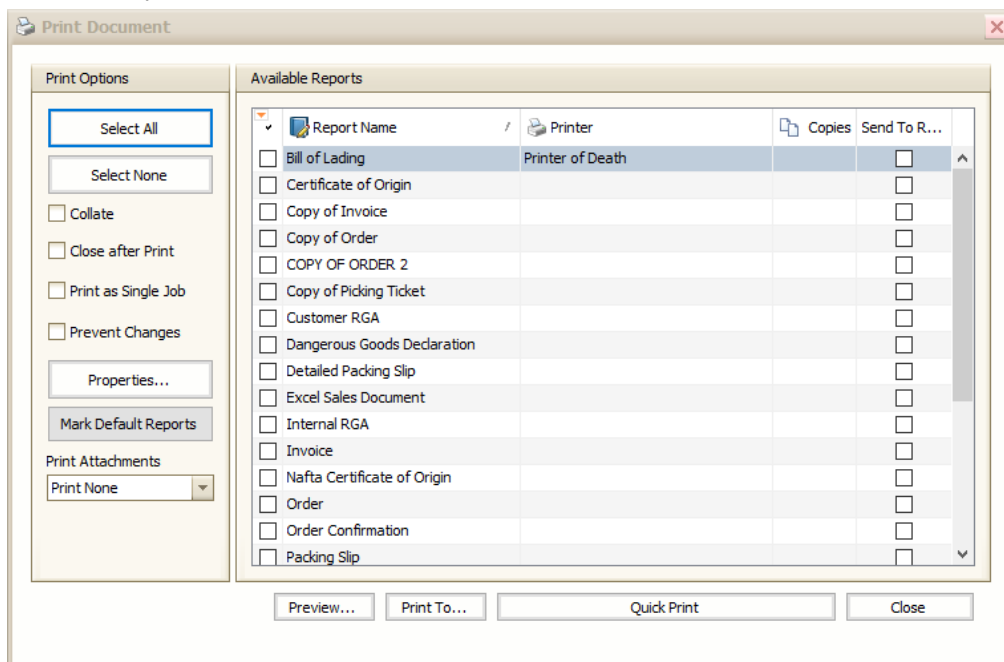 Print Document
Print Options
Available Reports
Select All
Select None
Collate
Close after Print
Print as Single Job
Prevent Changes
Properties...
Mark Default Reports
Print Attachments
Print None
Report Name / Printer Copies Send To R...
Bill of Lading Printer of Death
Certificate of Origin
Copy of Invoice
Copy of Order
COPY OF ORDER 2
Copy of Picking Ticket
Customer RGA
Dangerous Goods Declaration
Detailed Packing Slip
Excel Sales Document
Internal RGA
Invoice
Nafta Certificate of Origin
Order
Order Confirmation
Packing Slip
Preview... Print To... Quick Print Close